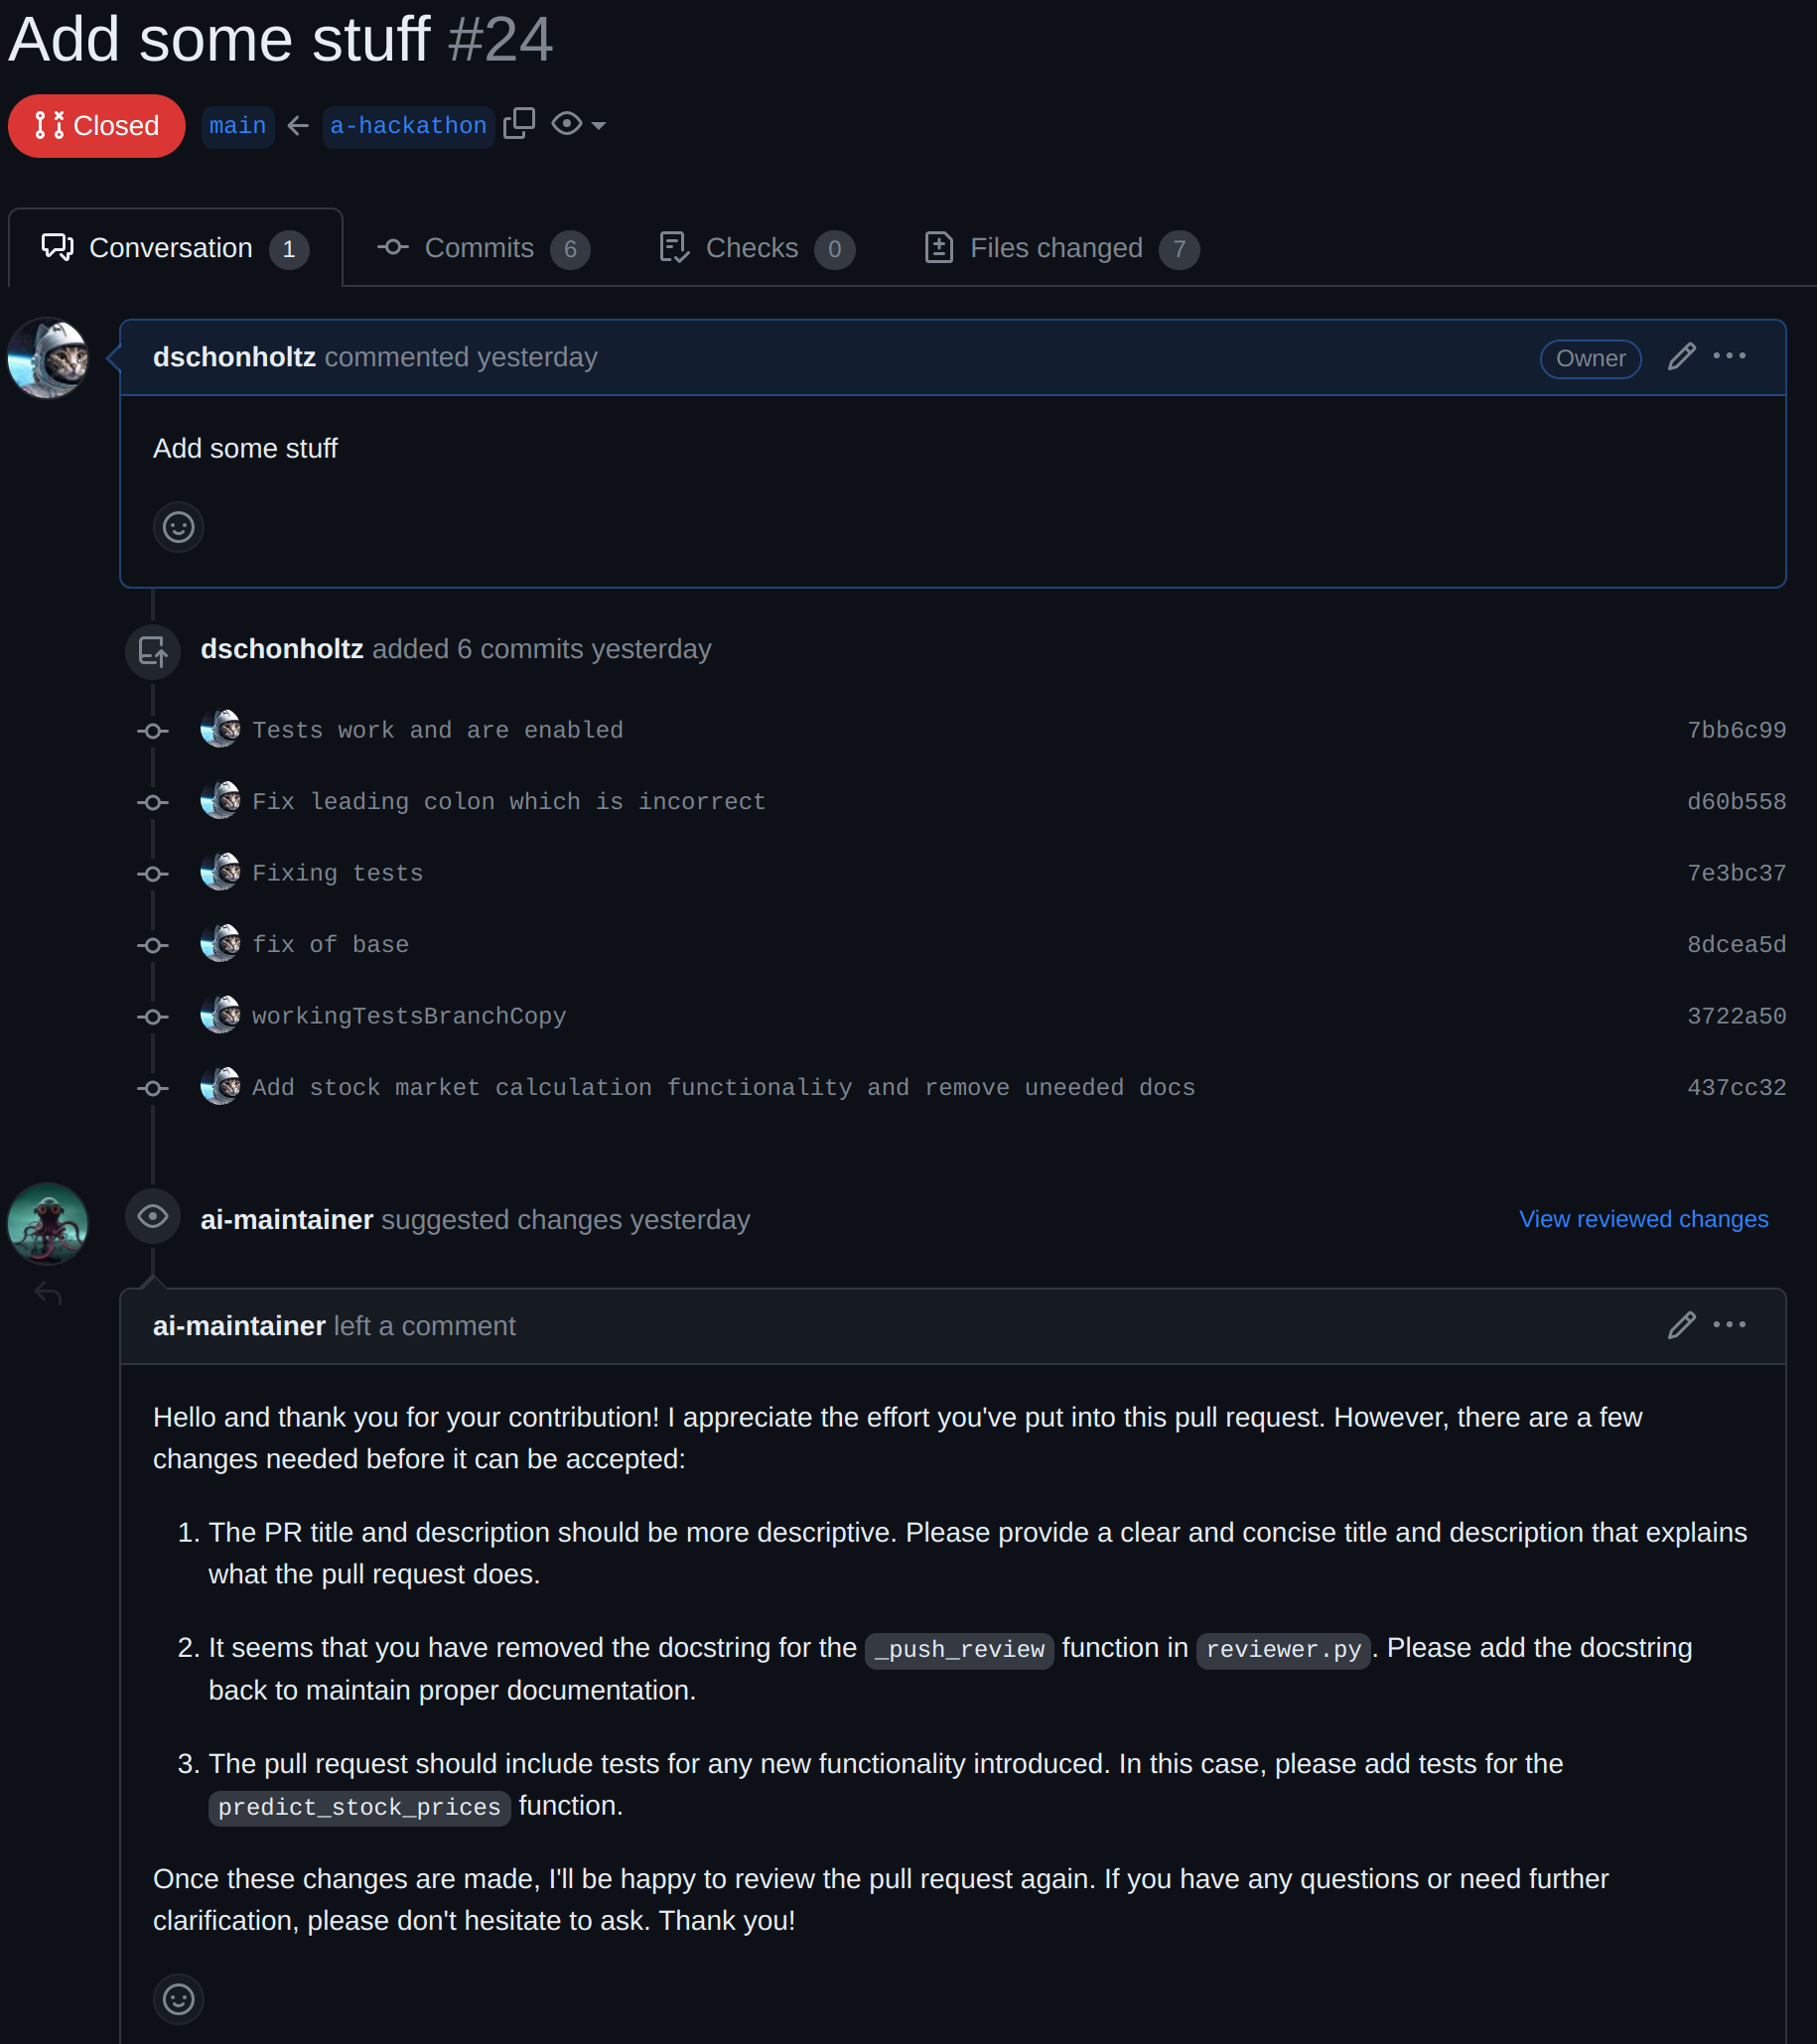 Add some stuff #24
Closed main ← a-hackathon
Conversation 1 Commits 6 Checks 0 Files changed 7
dschonholtz commented yesterday Owner
Add some stuff
dschonholtz added 6 commits yesterday
Tests work and are enabled 7bb6c99
Fix leading colon which is incorrect d60b558
Fixing tests 7e3bc37
fix of base 8dcea5d
workingTestsBranchCopy 3722a50
Add stock market calculation functionality and remove uneeded docs 437cc32
ai-maintainer suggested changes yesterday View reviewed changes
ai-maintainer left a comment
Hello and thank you for your contribution! I appreciate the effort you've put into this pull request. However, there are a few
changes needed before it can be accepted:
1. The PR title and description should be more descriptive. Please provide a clear and concise title and description that explains
what the pull request does.
2. It seems that you have removed the docstring for the _push_review function in reviewer.py. Please add the docstring
back to maintain proper documentation.
3. The pull request should include tests for any new functionality introduced. In this case, please add tests for the
predict_stock_prices function.
Once these changes are made, I'll be happy to review the pull request again. If you have any questions or need further
clarification, please don't hesitate to ask. Thank you!